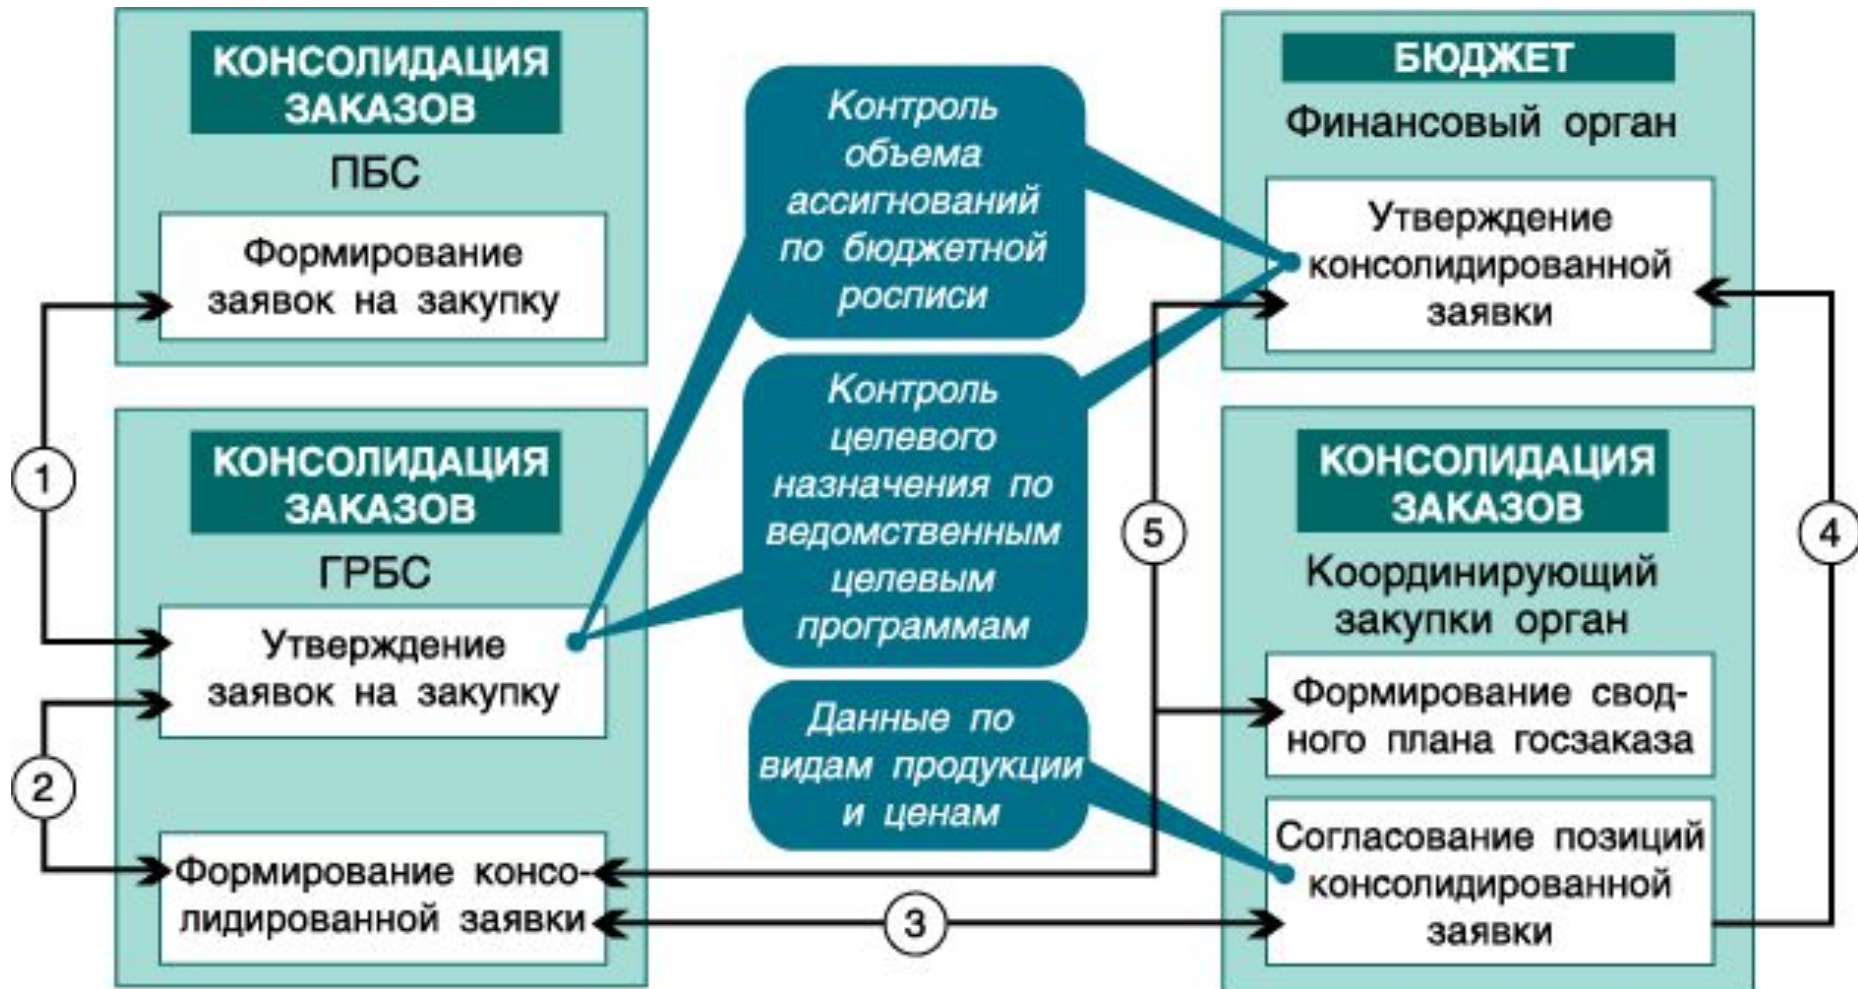 КОНСОЛИДАЦИЯ
ЗАКАЗОВ
ПБС
Формирование
заявок на закупку
1
КОНСОЛИДАЦИЯ
ЗАКАЗОВ
ГРБС
Утверждение
заявок на закупку
2
Формирование консо-
лидированной заявки
Контроль
объема
ассигнований
по бюджетной
росписи
Контроль
целевого
назначения по
ведомственным
целевым
программам
Данные по
видам продукции
и ценам
3
5
БЮДЖЕТ
Финансовый орган
Утверждение
консолидированной
заявки
КОНСОЛИДАЦИЯ
ЗАКАЗОВ
Координирующий
закупки орган
Формирование свод-
ного плана госзаказа
Согласование позиций
консолидированной
заявки
4